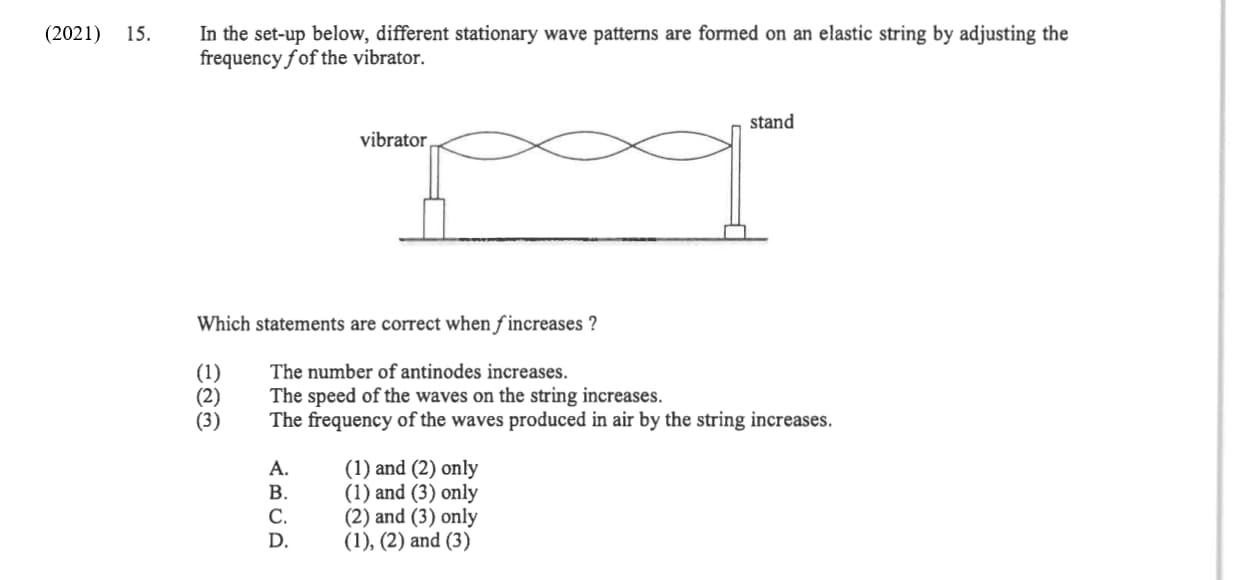 (2021) 15. In the set-up below, different stationary wave patterns are formed on an elastic string by adjusting the
frequency f of the vibrator.
stand
vibrator
Which statements are correct when f increases ?
(1) The number of antinodes increases.
(2) The speed of the waves on the string increases.
(3) The frequency of the waves produced in air by the string increases.
A. (1) and (2) only
B. (1) and (3) only
C. (2) and (3) only
D. (1), (2) and (3)